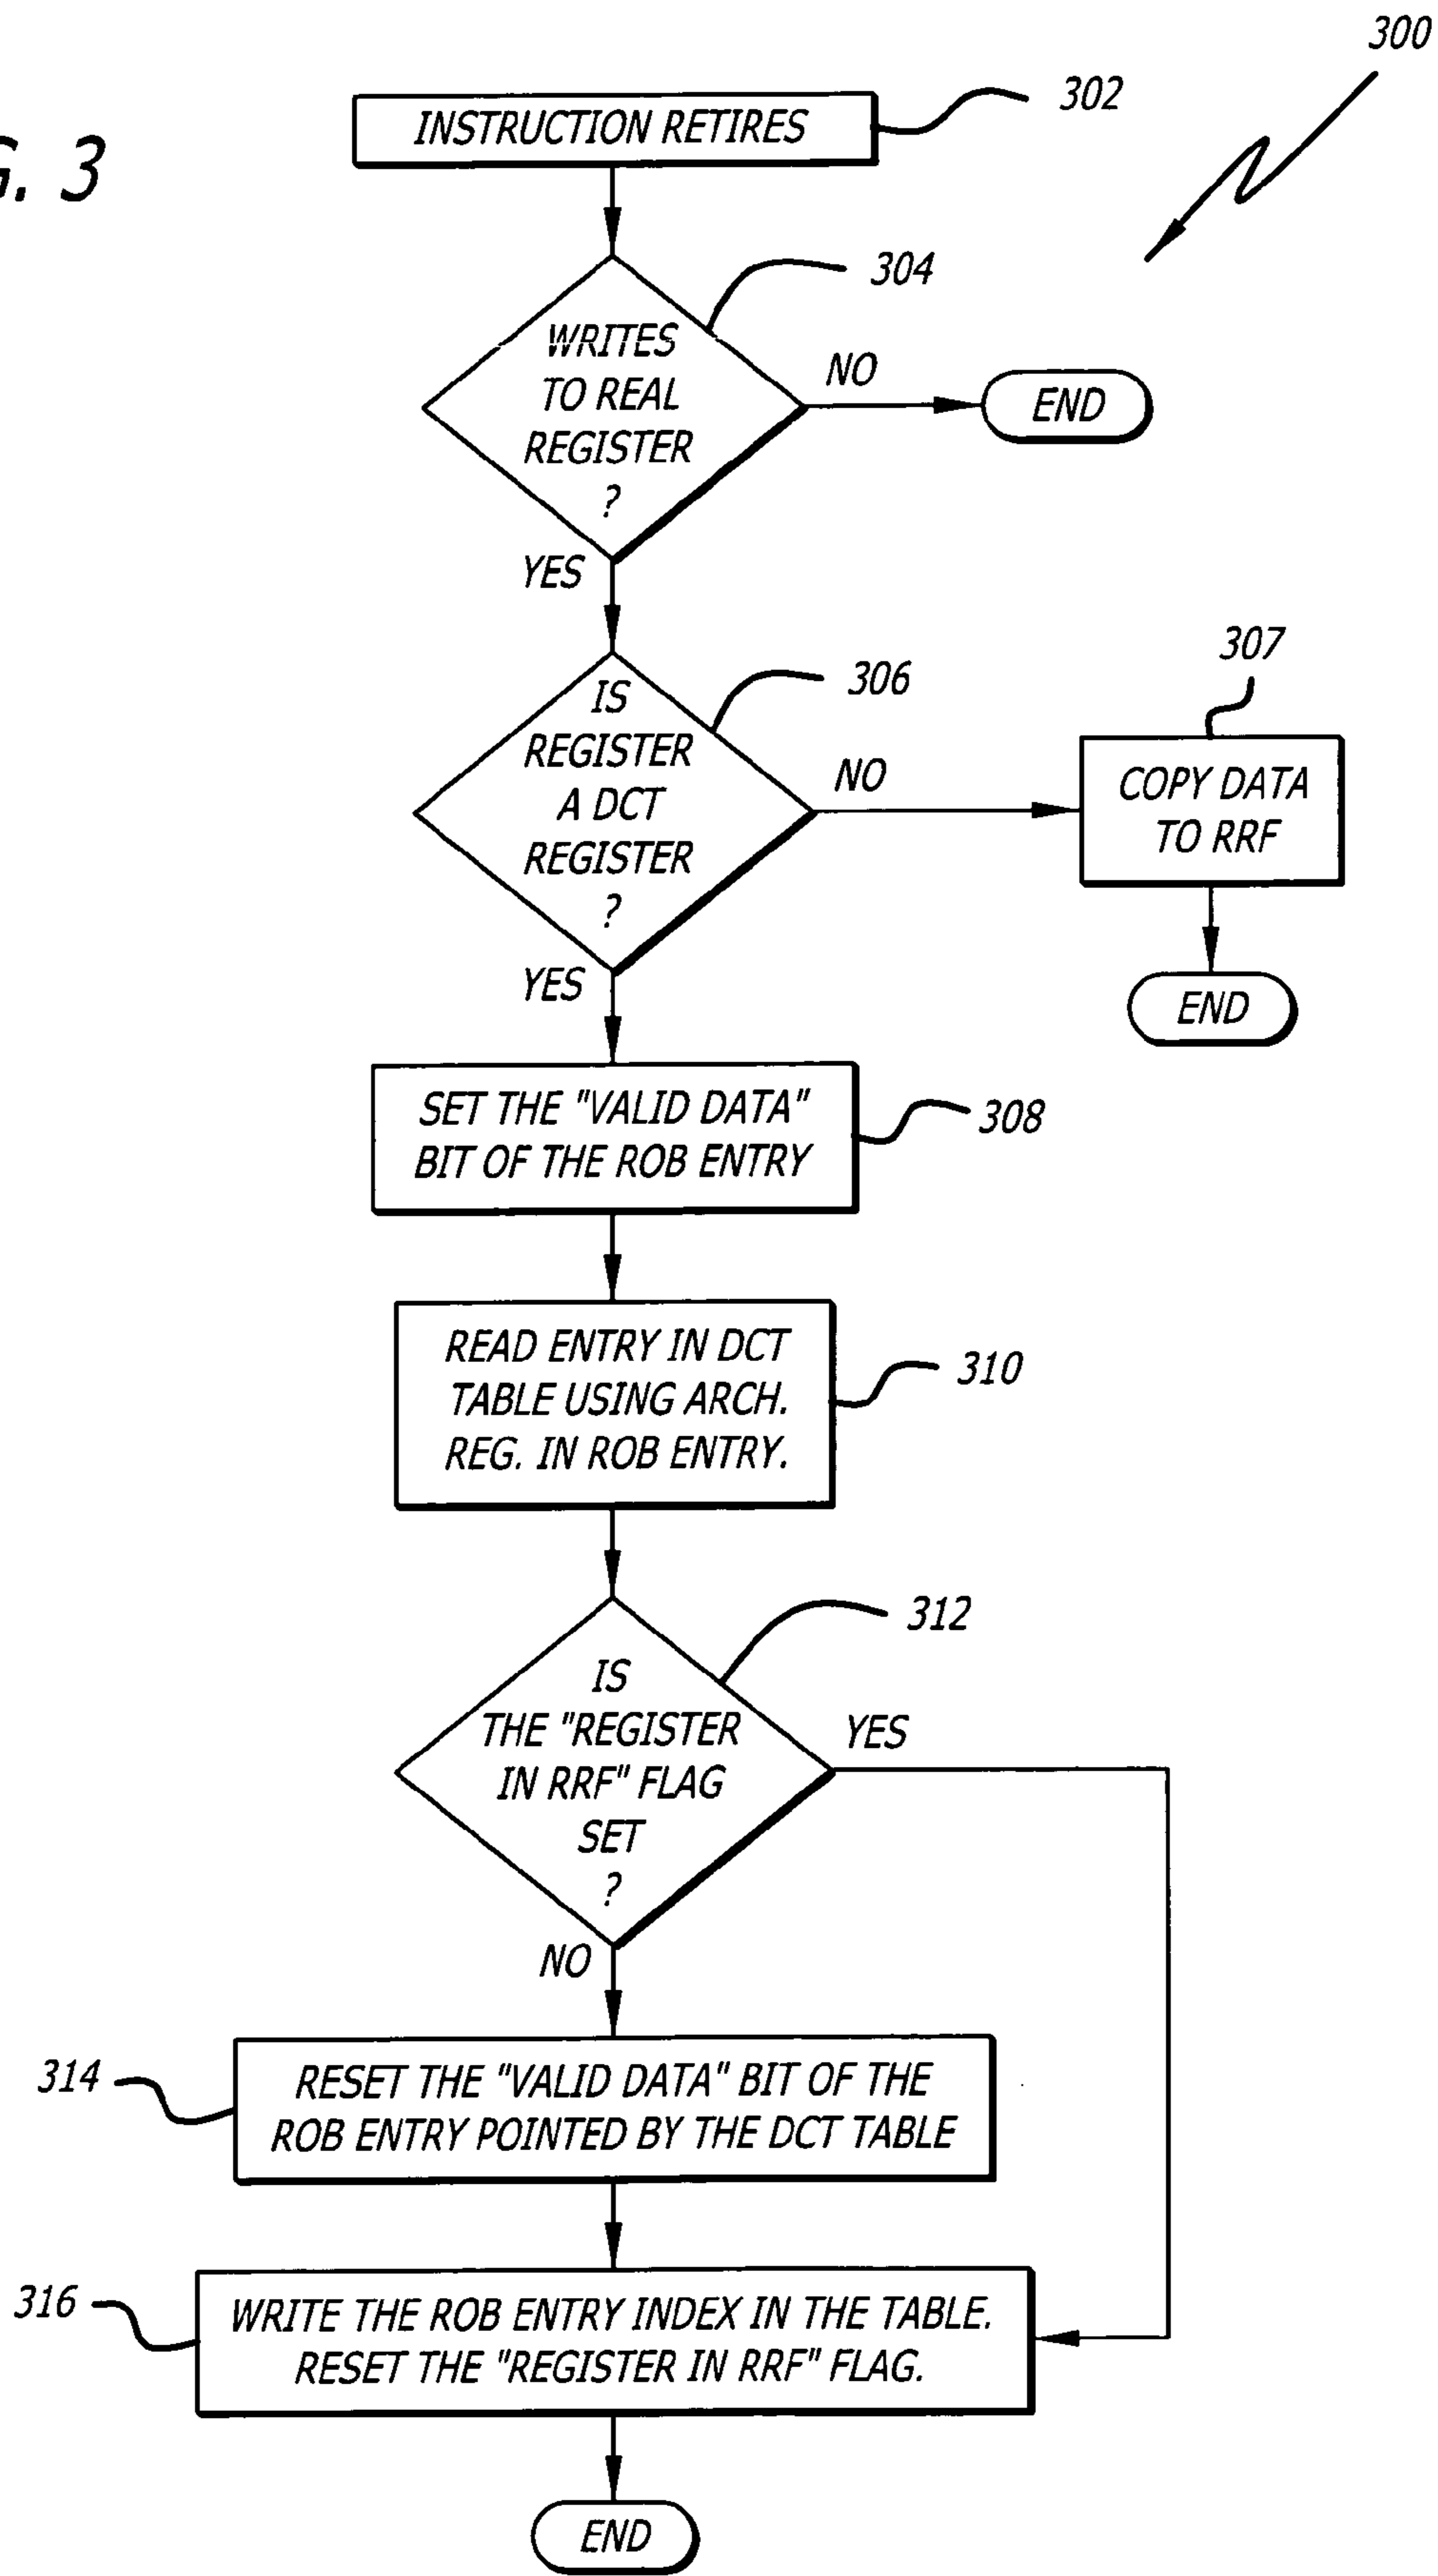 300
G. 3
INSTRUCTION RETIRES
302
304
WRITES
TO REAL
REGISTER
?
NO
END
YES
306
307
IS
REGISTER
A DCT
REGISTER
?
NO
COPY DATA
TO RRF
END
YES
SET THE "VALID DATA"
BIT OF THE ROB ENTRY
308
READ ENTRY IN DCT
TABLE USING ARCH.
REG. IN ROB ENTRY.
310
312
IS
THE "REGISTER
IN RRF" FLAG
SET
?
YES
NO
314
RESET THE "VALID DATA" BIT OF THE
ROB ENTRY POINTED BY THE DCT TABLE
316
WRITE THE ROB ENTRY INDEX IN THE TABLE.
RESET THE "REGISTER IN RRF" FLAG.
END